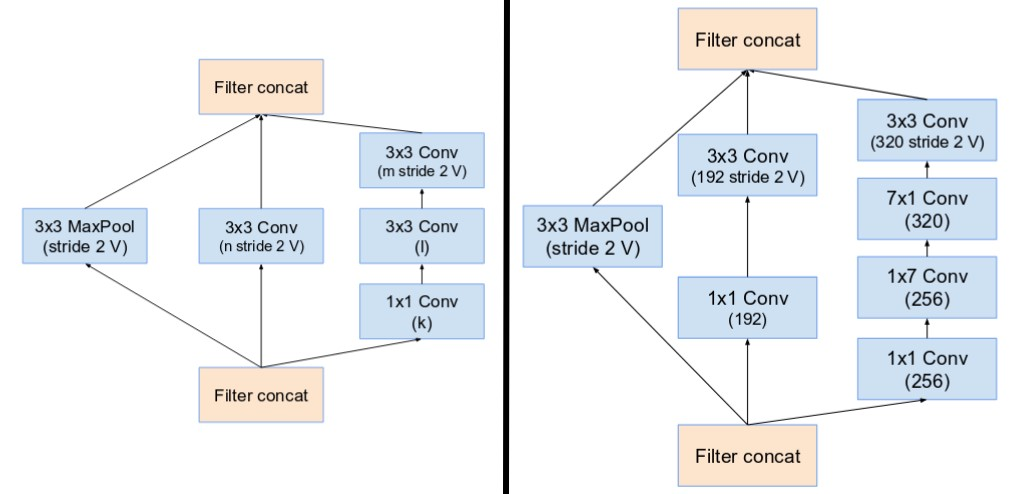 Filter concat
3x3 Conv
(m stride 2 V)
3x3 MaxPool
(stride 2 V)
3x3 Conv
(n stride 2 V)
3x3 Conv
(l)
1x1 Conv
(k)
Filter concat
Filter concat
3x3 Conv
(320 stride 2 V)
3x3 Conv
(192 stride 2 V)
7x1 Conv
(320)
3x3 MaxPool
(stride 2 V)
1x7 Conv
(256)
1x1 Conv
(192)
1x1 Conv
(256)
Filter concat